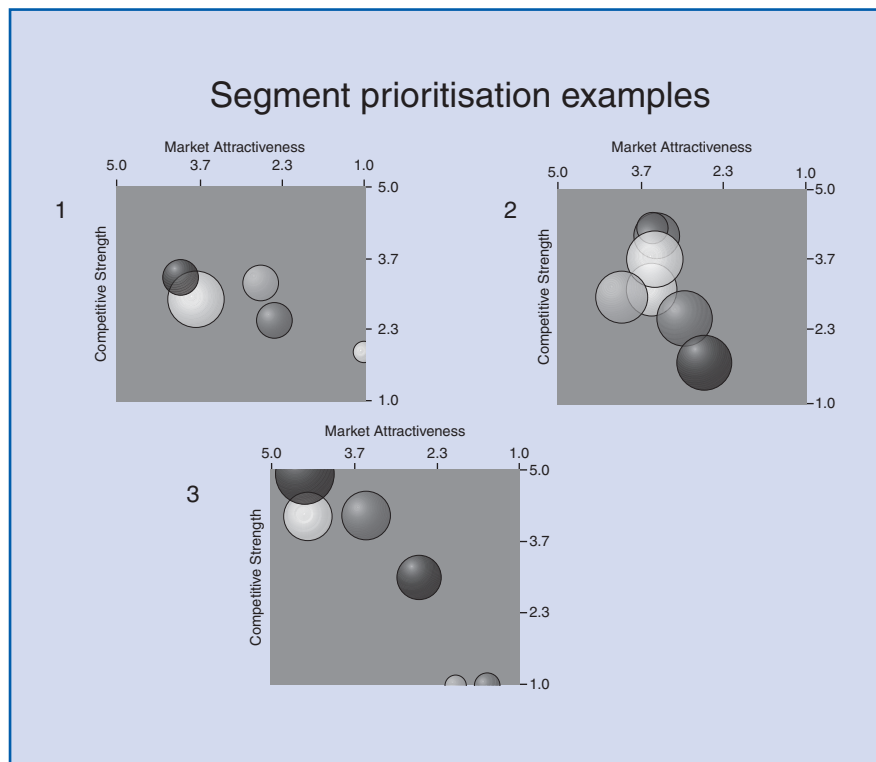 Segment prioritisation examples
1
Market Attractiveness
5.0 3.7 2.3 1.0
Competitive Strength
5.0
3.7
2.3
1.0
2
Market Attractiveness
5.0 3.7 2.3 1.0
Competitive Strength
5.0
3.7
2.3
1.0
3
Market Attractiveness
5.0 3.7 2.3 1.0
Competitive Strength
5.0
3.7
2.3
1.0